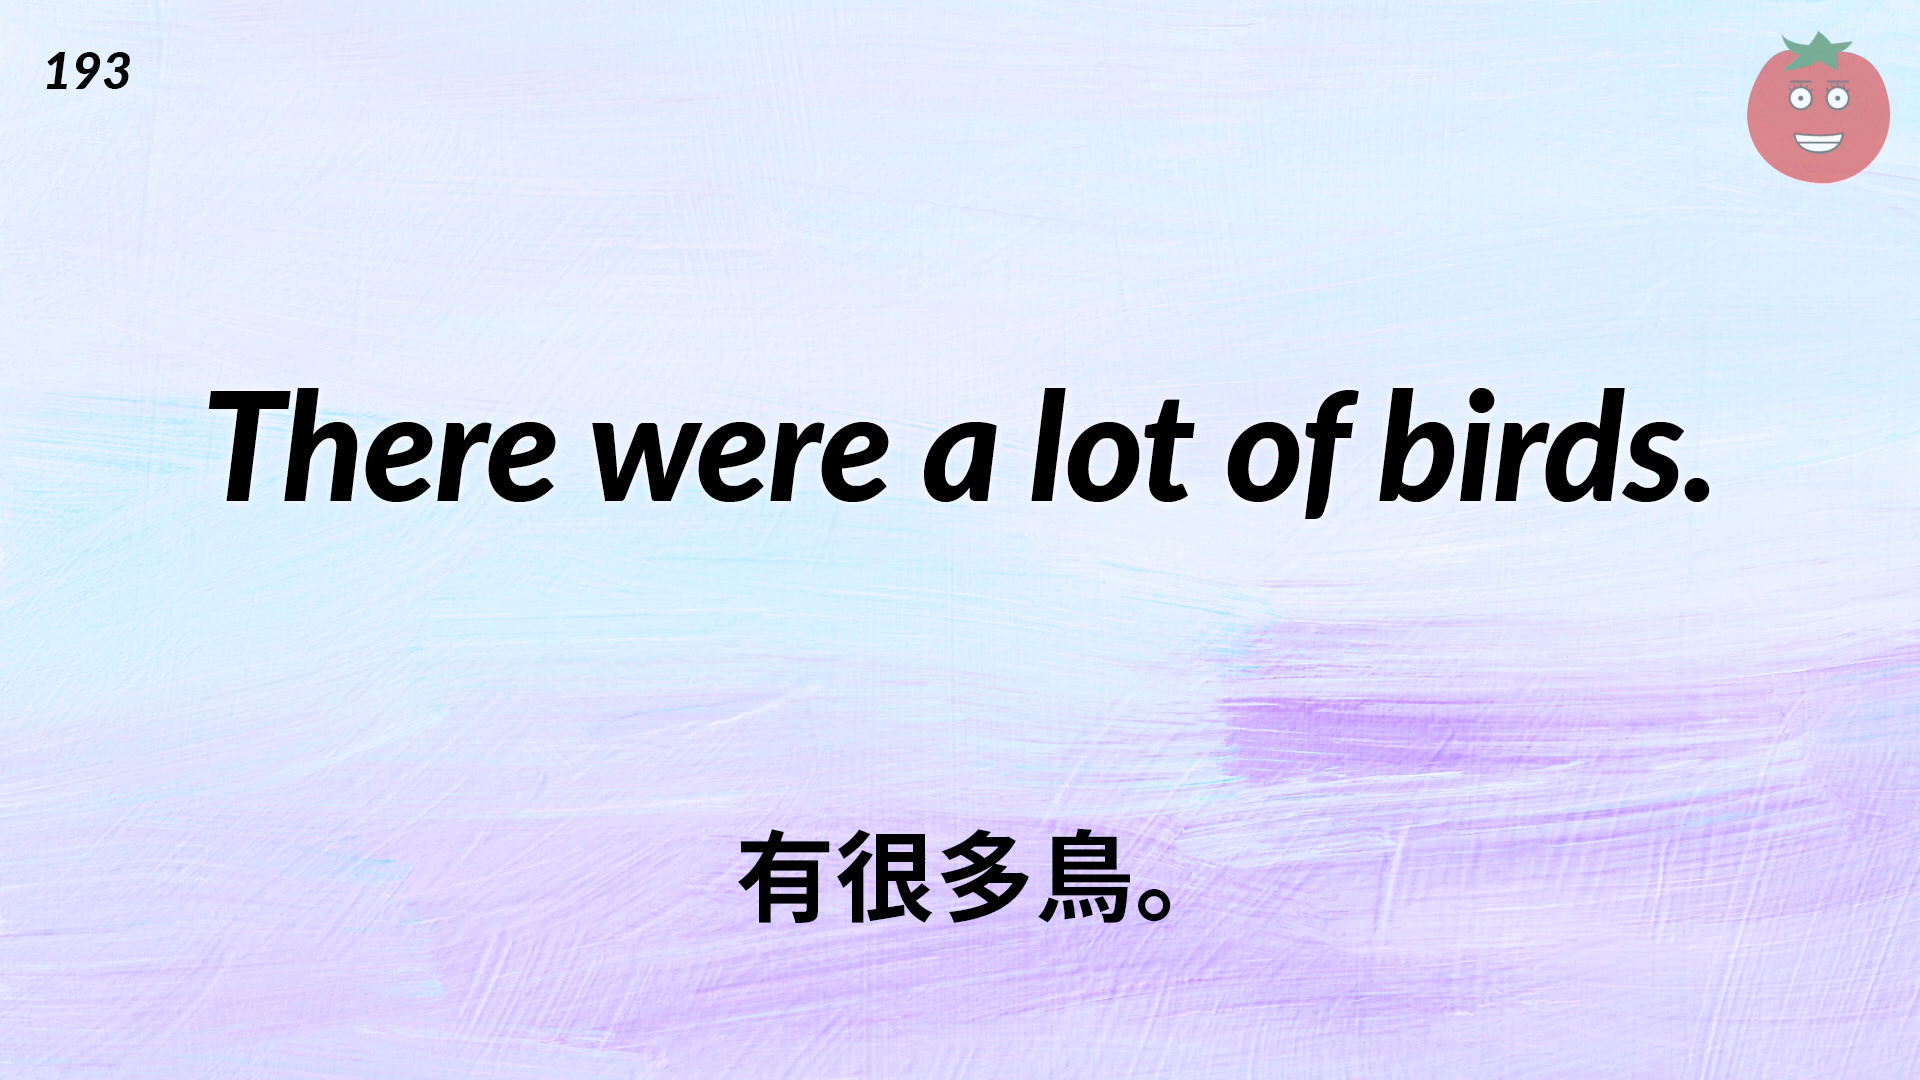 193
There were a lot of birds.
有很多鳥。